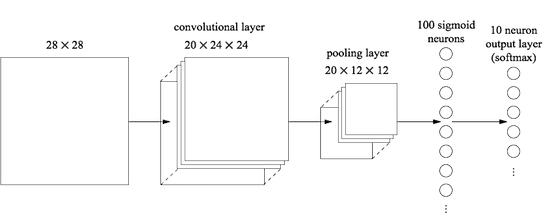 28 × 28
convolutional layer
20 × 24 × 24
pooling layer
20 × 12 × 12
100 sigmoid
neurons
10 neuron
output layer
(softmax)